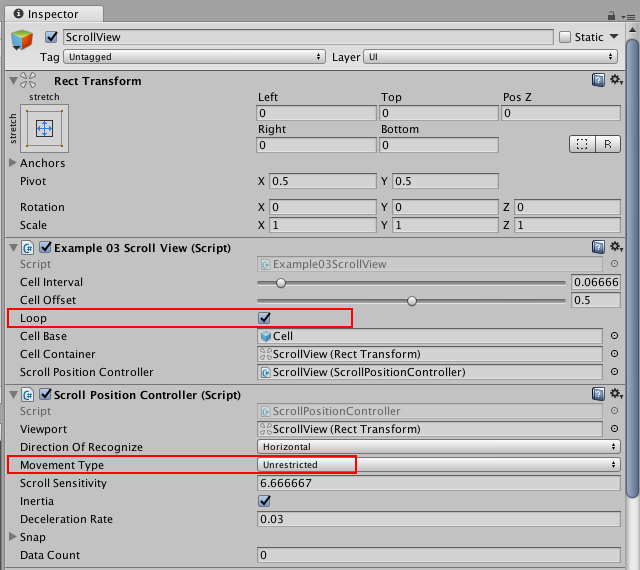 Inspector
ScrollView Static
Tag Untagged Layer UI
Rect Transform
stretch
stretch
Left Top Pos Z
0 0 0
Right Bottom
0 0
R
Anchors
Pivot X 0.5 Y 0.5
Rotation X 0 Y 0 Z 0
Scale X 1 Y 1 Z 1
C# Example 03 Scroll View (Script)
Script Example03ScrollView
Cell Interval 0.06666
Cell Offset 0.5
Loop
Cell Base Cell
Cell Container ScrollView (Rect Transform)
Scroll Position Controller ScrollView (ScrollPositionController)
C# Scroll Position Controller (Script)
Script ScrollPositionController
Viewport ScrollView (Rect Transform)
Direction Of Recognize Horizontal
Movement Type Unrestricted
Scroll Sensitivity 6.666667
Inertia
Deceleration Rate 0.03
Snap
Data Count 0